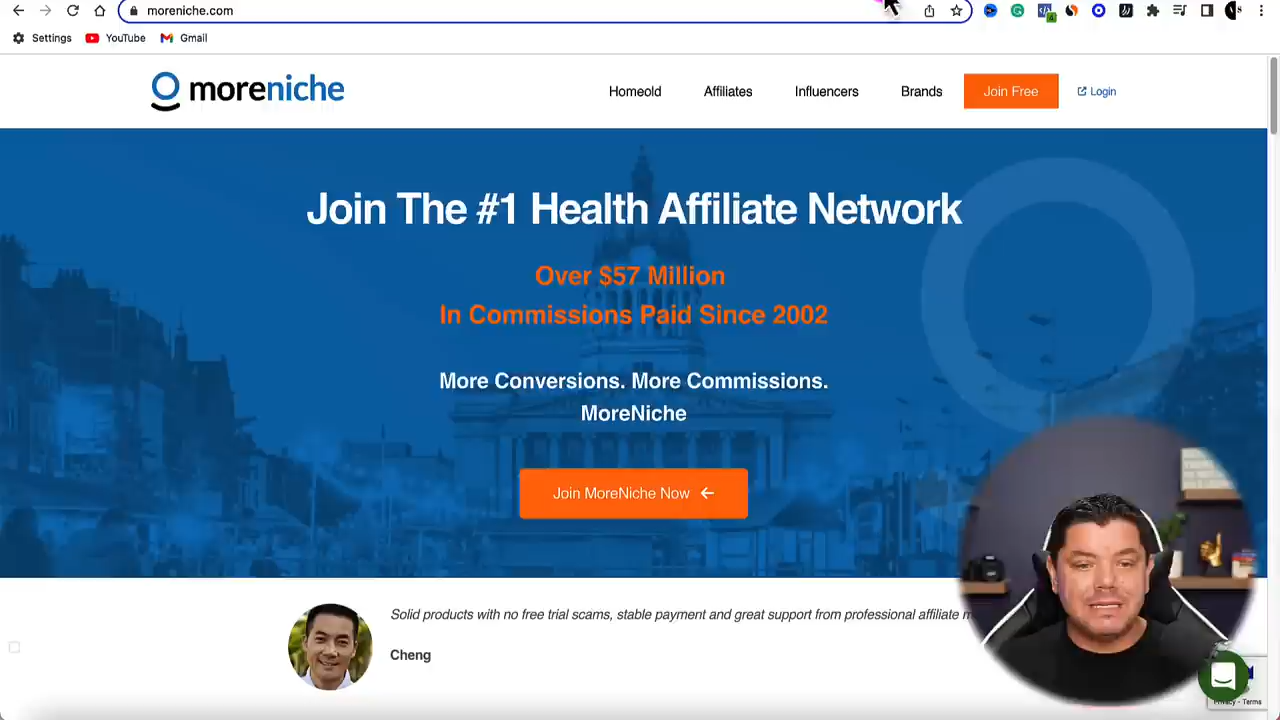 moreniche.com
Settings
YouTube
Gmail
moreniche
Homeold
Affiliates
Influencers
Brands
Join Free
Login
Join The #1 Health Affiliate Network
Over $57 Million
In Commissions Paid Since 2002
More Conversions. More Commissions.
MoreNiche
Join MoreNiche Now
Solid products with no free trial scams, stable payment and great support from professional affiliate
Cheng
Privacy - Terms